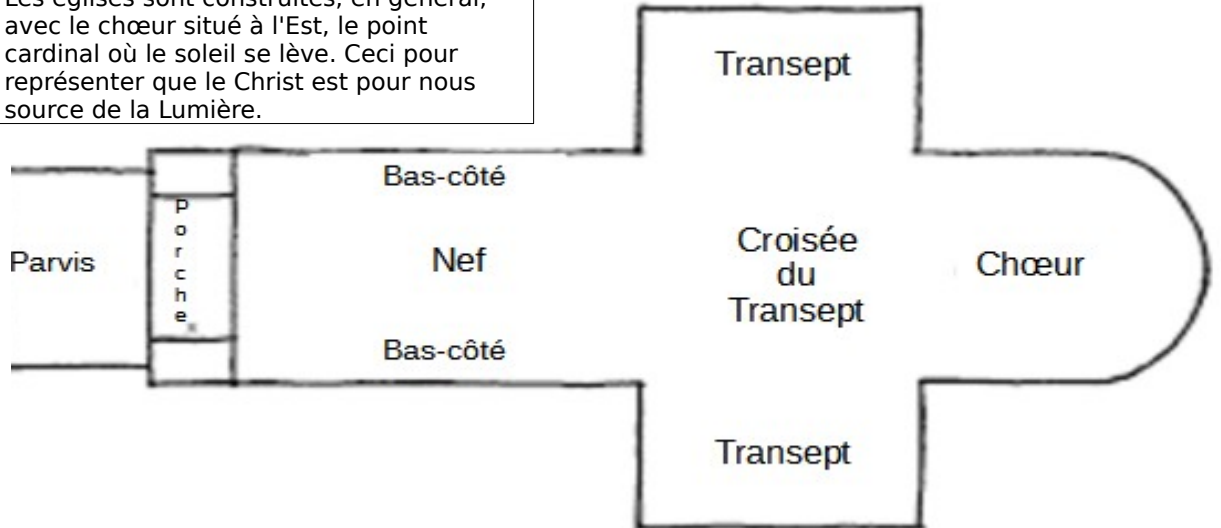 Les églises sont construites, en général,
avec le chœur situé à l'Est, le point
cardinal où le soleil se lève. Ceci pour
représenter que le Christ est pour nous
source de la Lumière.
Transept
Bas-côté
Parvis
Porche
Nef
Croisée
du
Transept
Chœur
Bas-côté
Transept